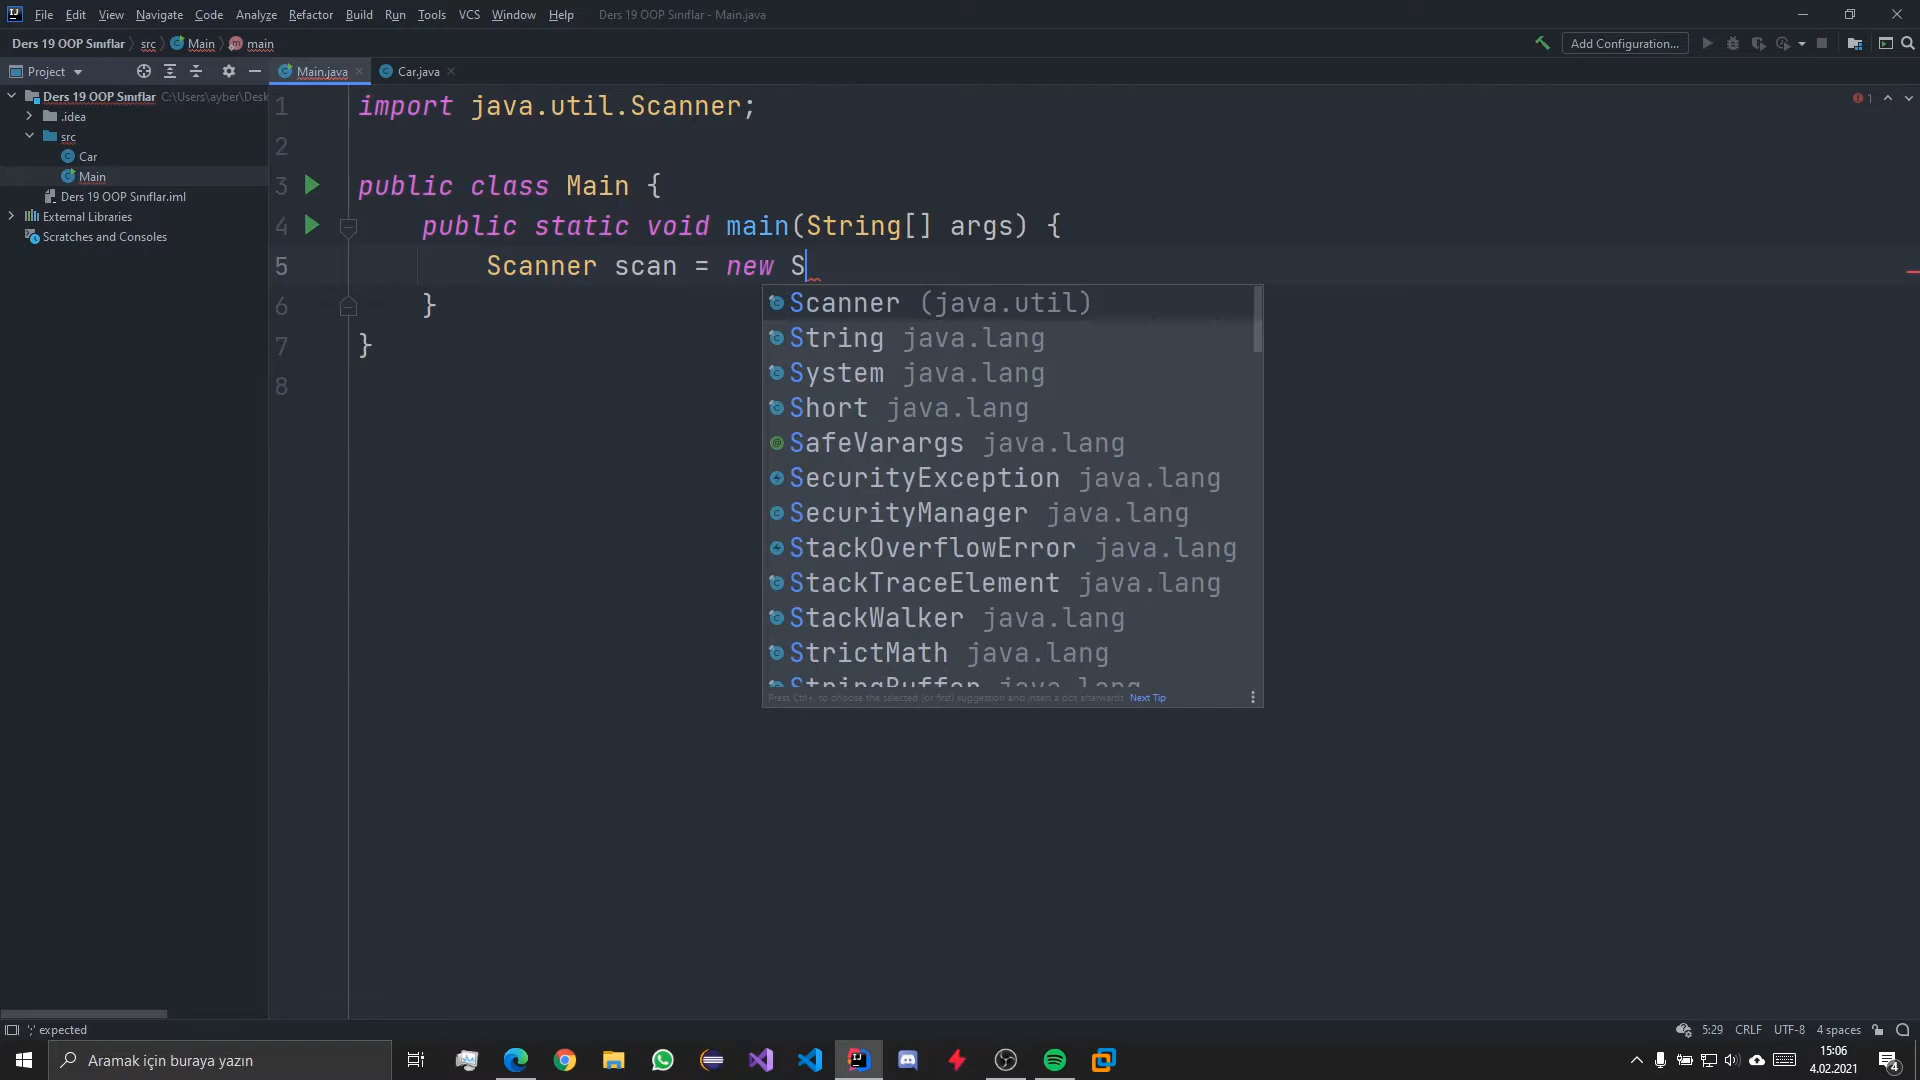 File Edit View Navigate Code Analyze Refactor Build Run Tools VCS Window Help Ders 19 OOP Sınıflar - Main.java
Ders 19 OOP Sınıflar src Main main Add Configuration...
Project Main.java Car.java
Ders 19 OOP Sınıflar C:\Users\ayber\Desk
.idea
src
Car
Main
Ders 19 OOP Sınıflar.iml
External Libraries
Scratches and Consoles
1 import java.util.Scanner;
2
3 public class Main {
4 public static void main(String[] args) {
5 Scanner scan = new S
6 }
7 }
8
1
Scanner (java.util)
String java.lang
System java.lang
Short java.lang
SafeVarargs java.lang
SecurityException java.lang
SecurityManager java.lang
StackOverflowError java.lang
StackTraceElement java.lang
StackWalker java.lang
StrictMath java.lang
StringBuffer java.lang
Press Ctrl+. to choose the selected (or first) suggestion and insert a dot afterwards Next Tip
';' expected 5:29 CRLF UTF-8 4 spaces
Aramak için buraya yazın
15:06
4.02.2021
4